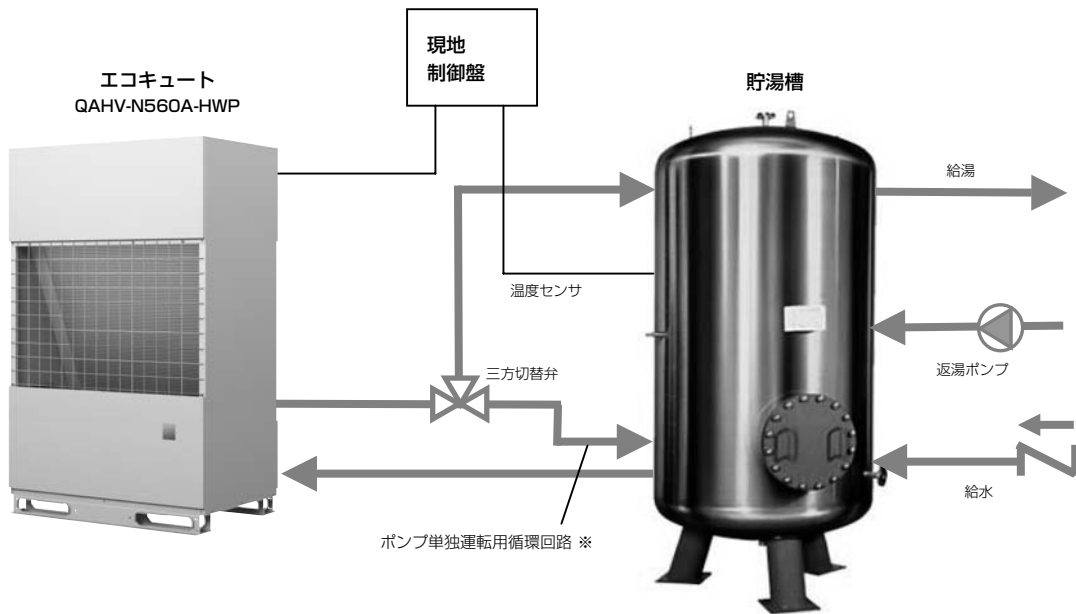 現地
制御盤
エコキュート
QAHV-N560A-HWP
貯湯槽
給湯
温度センサ
三方切替弁
返湯ポンプ
給水
ポンプ単独運転用循環回路 ※